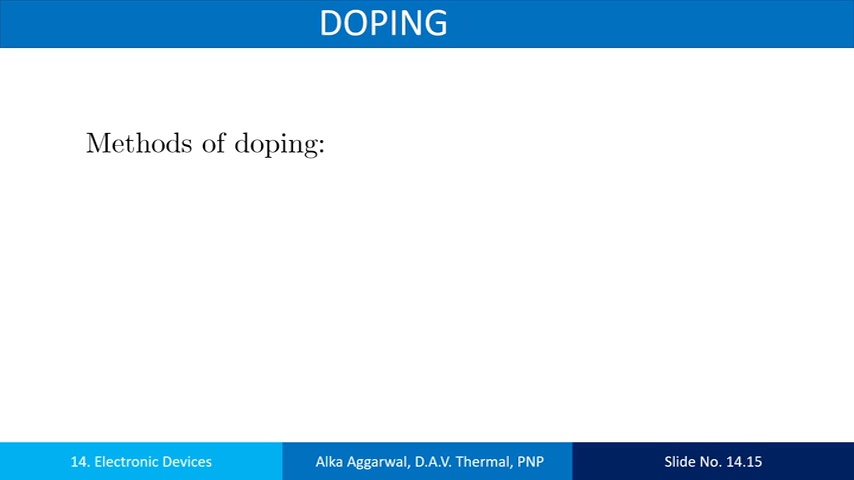 DOPING
Methods of doping:
14. Electronic Devices
Alka Aggarwal, D.A.V. Thermal, PNP
Slide No. 14.15